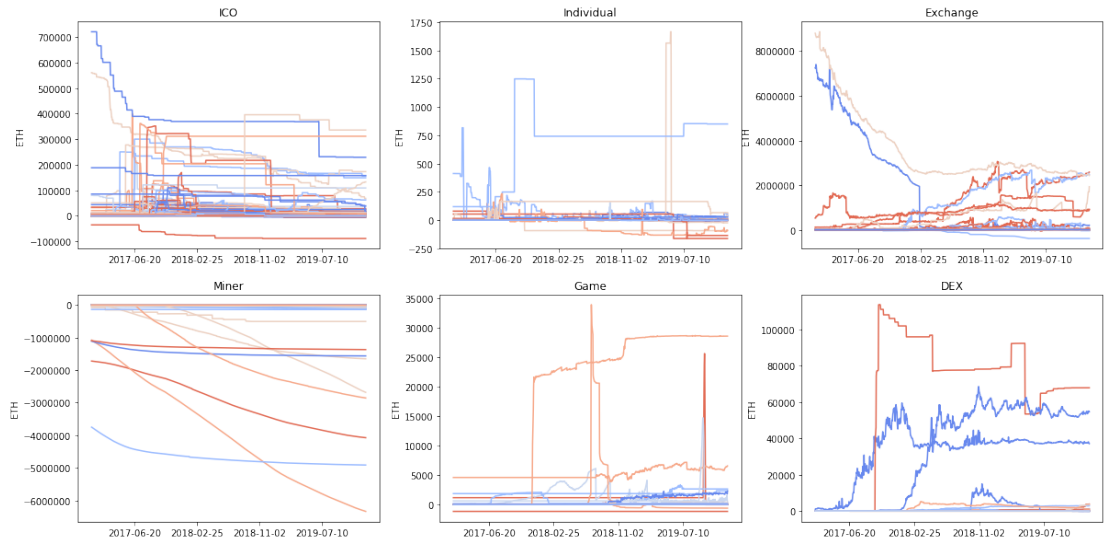 ICO
ETH
700000
600000
500000
400000
300000
200000
100000
0
−100000
2017-06-20 2018-02-25 2018-11-02 2019-07-10
Individual
ETH
1750
1500
1250
1000
750
500
250
0
−250
2017-06-20 2018-02-25 2018-11-02 2019-07-10
Exchange
ETH
8000000
6000000
4000000
2000000
0
2017-06-20 2018-02-25 2018-11-02 2019-07-10
Miner
ETH
0
−1000000
−2000000
−3000000
−4000000
−5000000
−6000000
2017-06-20 2018-02-25 2018-11-02 2019-07-10
Game
ETH
35000
30000
25000
20000
15000
10000
5000
0
2017-06-20 2018-02-25 2018-11-02 2019-07-10
DEX
ETH
100000
80000
60000
40000
20000
0
2017-06-20 2018-02-25 2018-11-02 2019-07-10